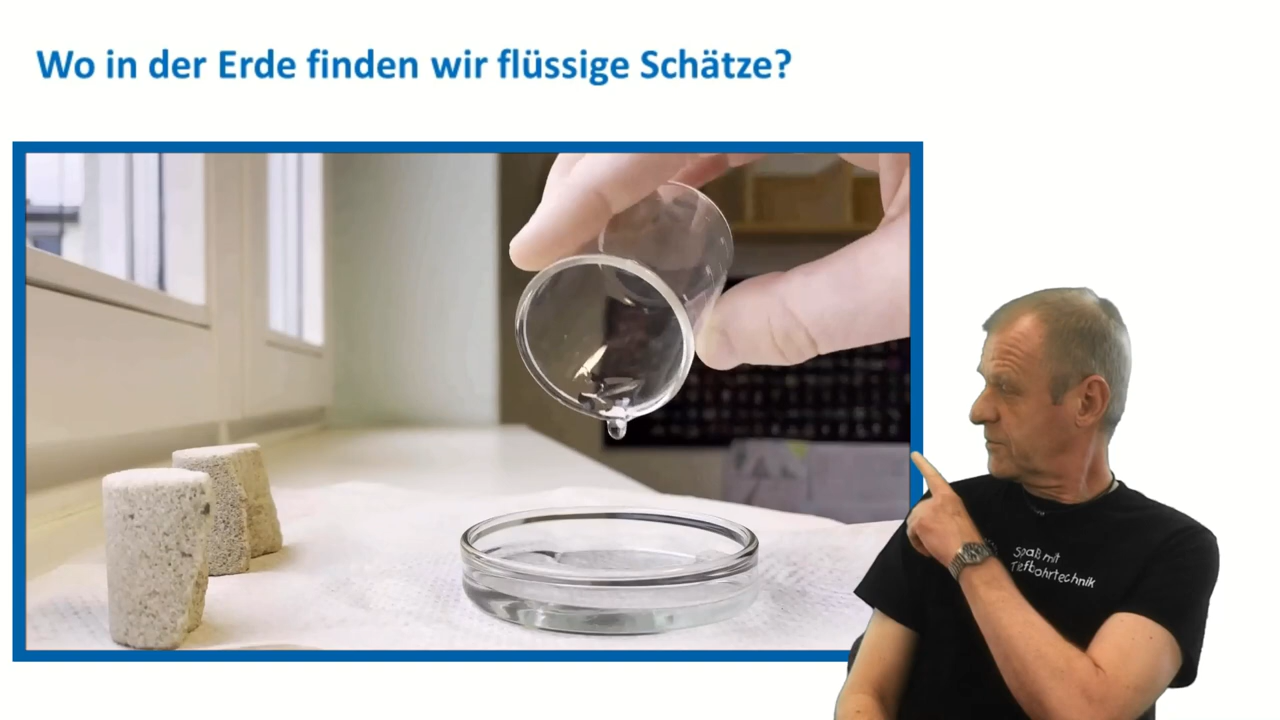 Wo in der Erde finden wir flüssige Schätze?
Spaß mit
Tiefbohrtechnik